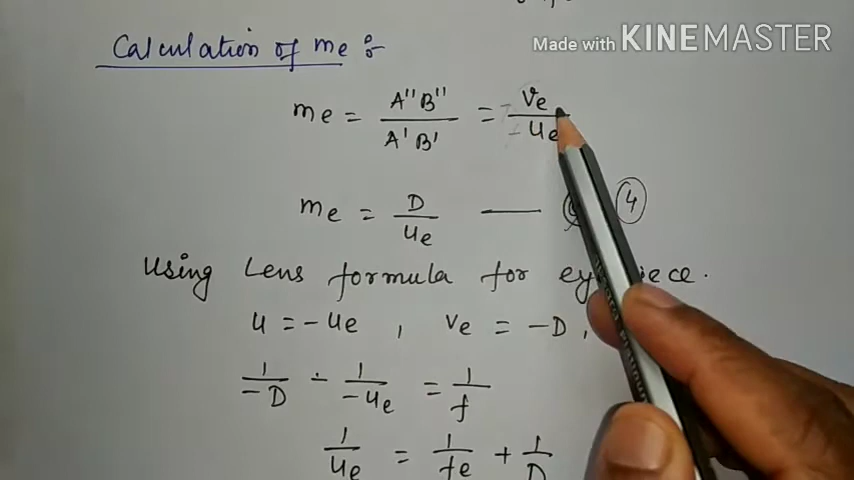 Made with KINEMASTER
Calculation of me :-
me = A''B'' / A'B' = ve / ue
me = D / ue —— 4
Using Lens formula for eyepiece.
u = -ue , ve = -D ,
1/-D - 1/-ue = 1/f
1/ue = 1/fe + 1/D